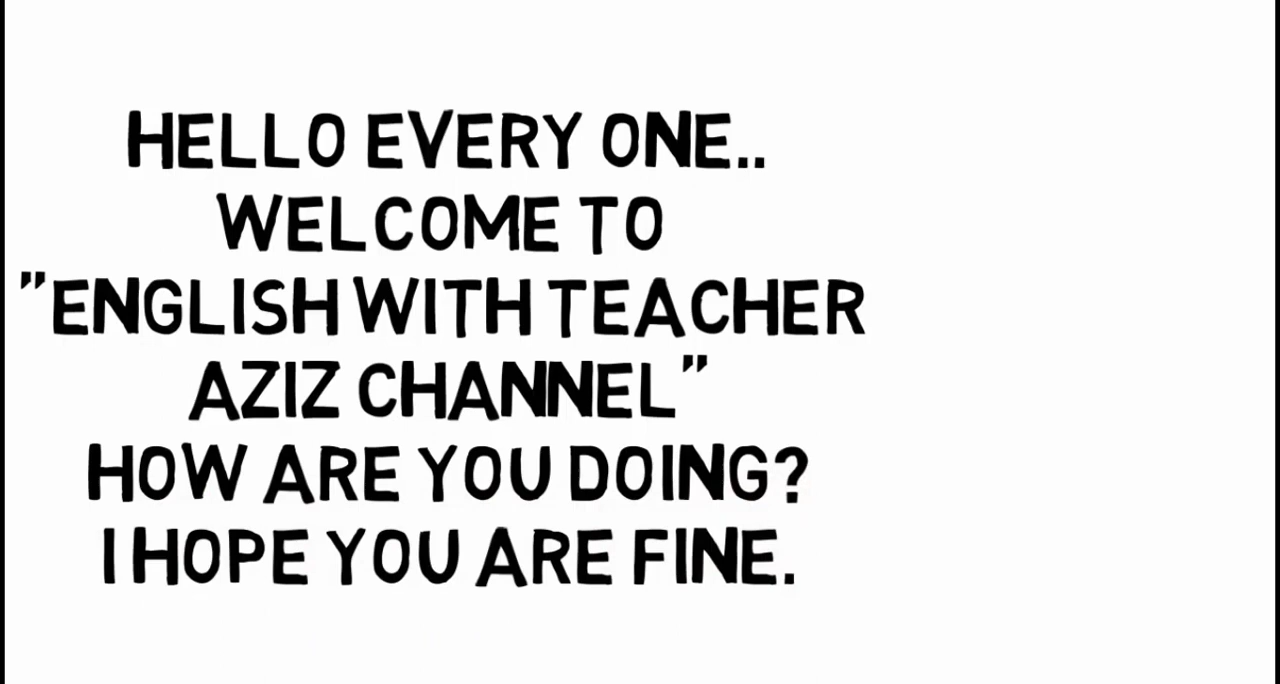 HELLO EVERY ONE..
WELCOME TO
"ENGLISH WITH TEACHER
AZIZ CHANNEL"
HOW ARE YOU DOING?
I HOPE YOU ARE FINE.